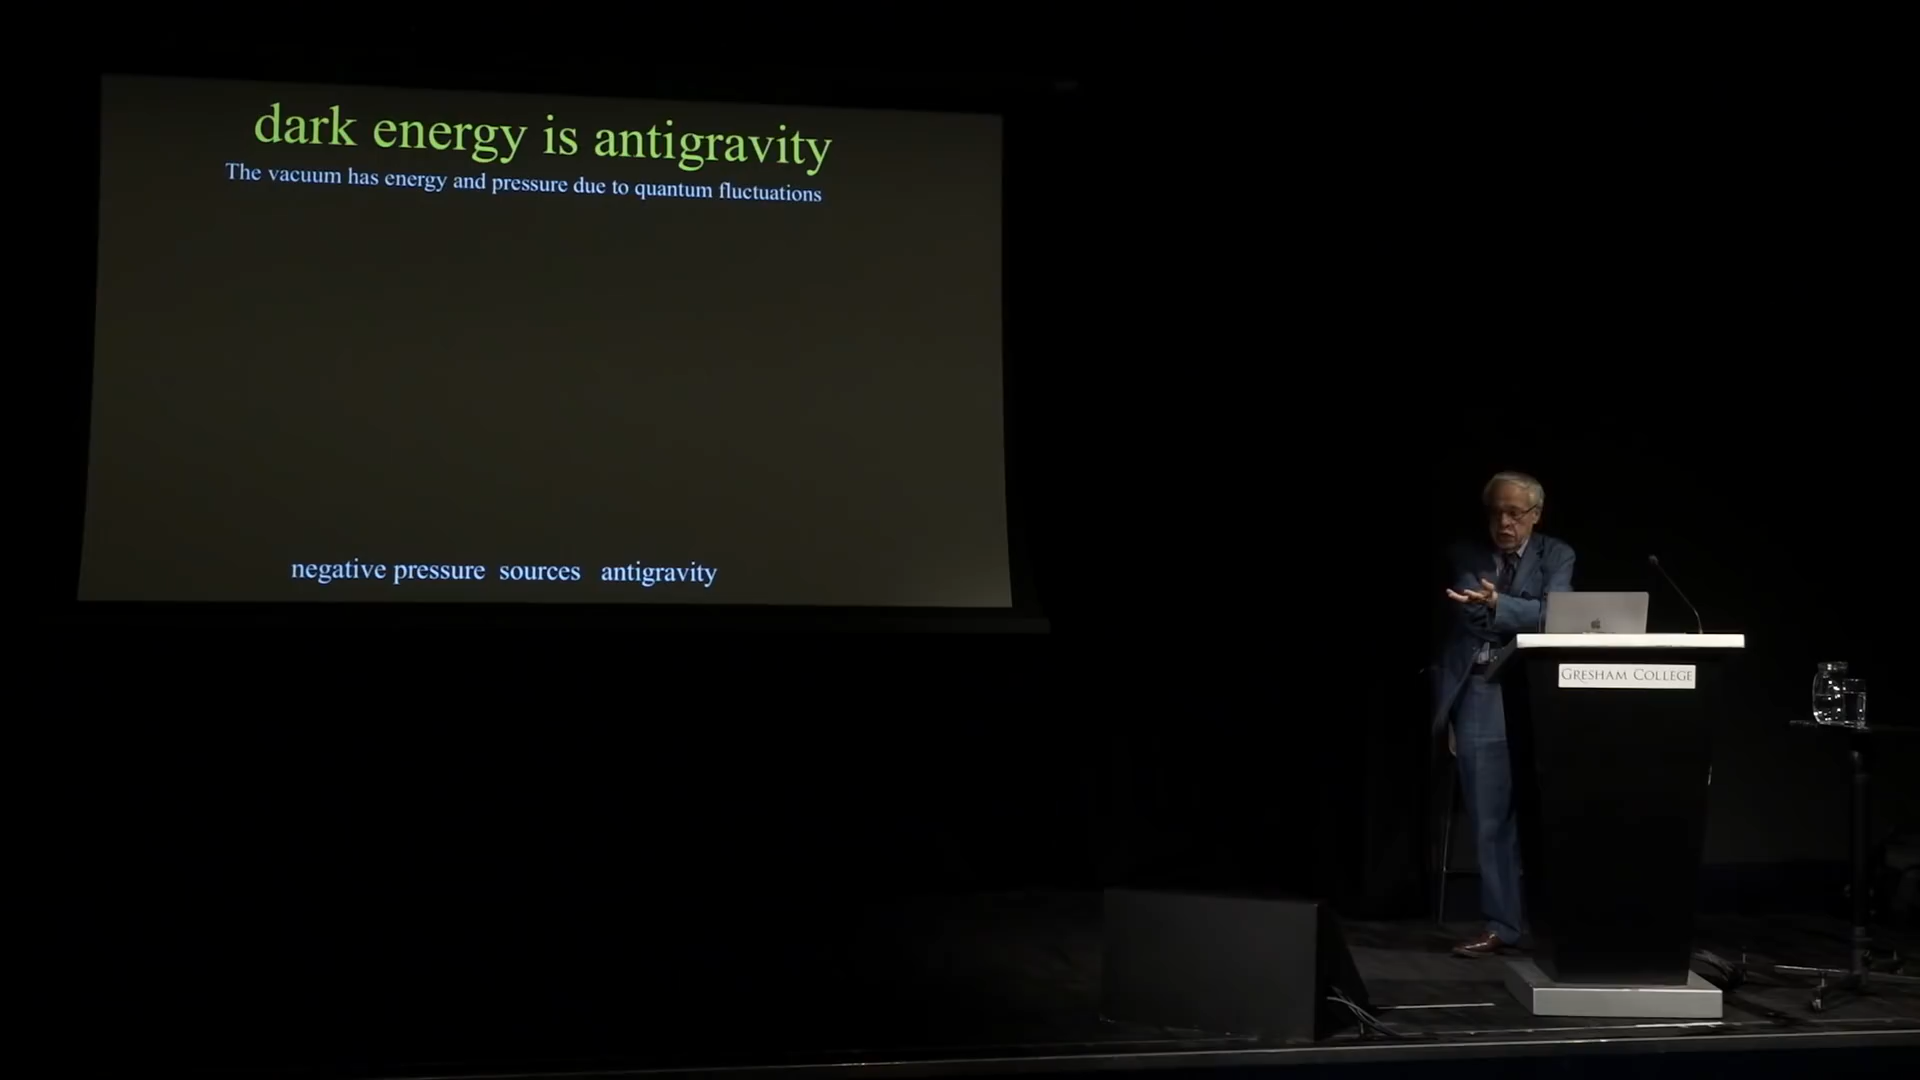 dark energy is antigravity
The vacuum has energy and pressure due to quantum fluctuations
negative pressure sources antigravity
GRESHAM COLLEGE